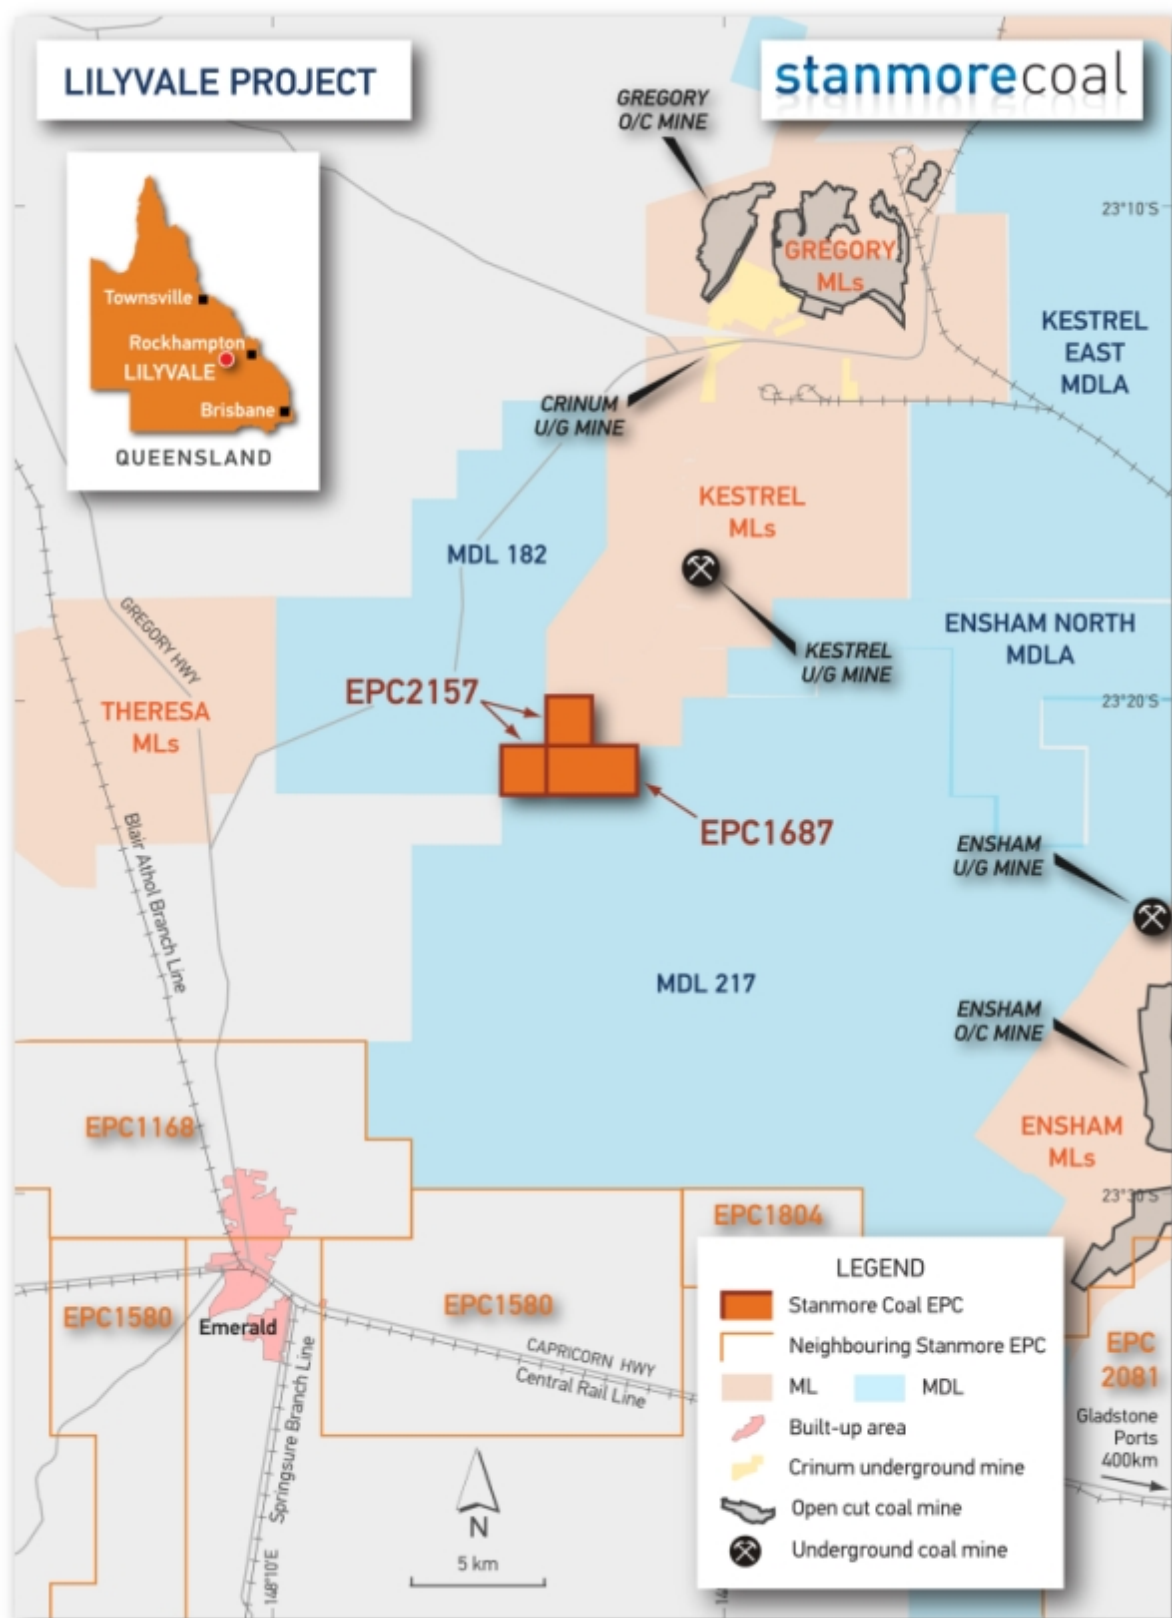 LILYVALE PROJECT
stanmorecoal
GREGORY
O/C MINE
23°10'S
GREGORY
MLs
Townsville
Rockhampton
LILYVALE
Brisbane
QUEENSLAND
KESTREL
EAST
MDLA
CRINUM
U/G MINE
KESTREL
MLs
MDL 182
GREGORY HWY
ENSHAM NORTH
MDLA
KESTREL
U/G MINE
EPC2157
23°20'S
THERESA
MLs
EPC1687
Blair Athol Branch Line
ENSHAM
U/G MINE
MDL 217
ENSHAM
O/C MINE
EPC1168
ENSHAM
MLs
23°30'S
EPC1804
EPC1580
EPC1580
Emerald
CAPRICORN HWY
Central Rail Line
Springsure Branch Line
EPC
2081
Gladstone
Ports
400km
LEGEND
Stanmore Coal EPC
Neighbouring Stanmore EPC
ML
MDL
Built-up area
Crinum underground mine
Open cut coal mine
Underground coal mine
N
5 km
148°10'E